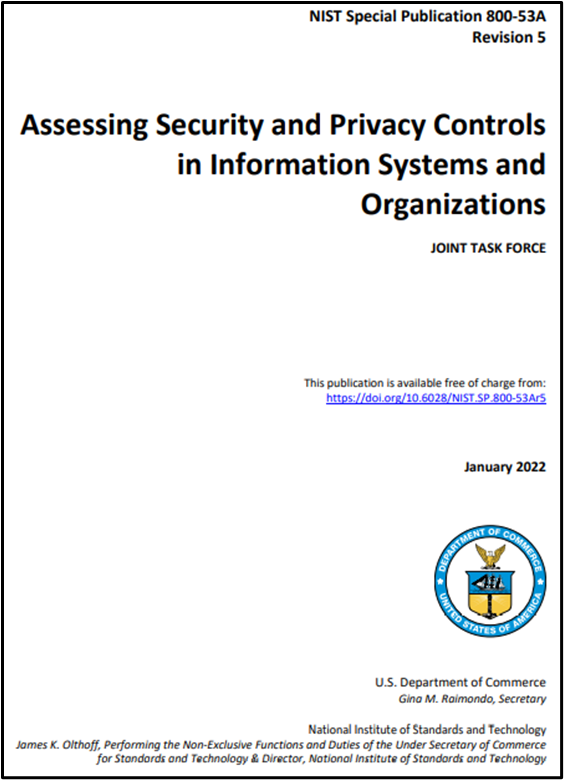 NIST Special Publication 800-53A
Revision 5
Assessing Security and Privacy Controls
in Information Systems and
Organizations
JOINT TASK FORCE
This publication is available free of charge from:
https://doi.org/10.6028/NIST.SP.800-53Ar5
January 2022
DEPARTMENT OF COMMERCE
UNITED STATES OF AMERICA
U.S. Department of Commerce
Gina M. Raimondo, Secretary
National Institute of Standards and Technology
James K. Olthoff, Performing the Non-Exclusive Functions and Duties of the Under Secretary of Commerce
for Standards and Technology & Director, National Institute of Standards and Technology